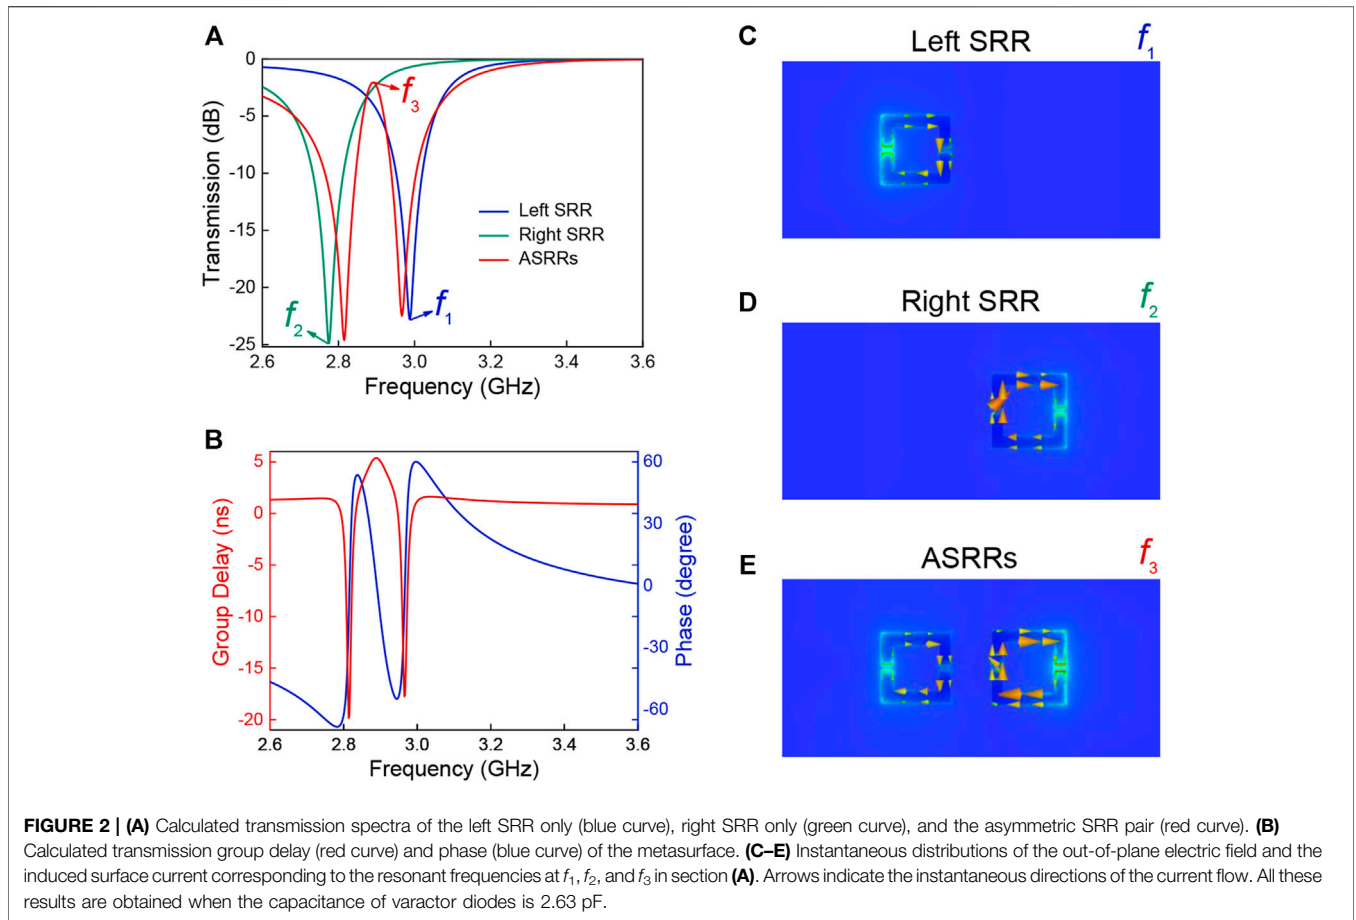 A
0
-5
-10
-15
-20
-25
Transmission (dB)
2.6 2.8 3.0 3.2 3.4 3.6
Frequency (GHz)
f3
f2
f1
Left SRR
Right SRR
ASRRs
B
5
0
-5
-10
-15
-20
Group Delay (ns)
60
30
0
-30
-60
Phase (degree)
2.6 2.8 3.0 3.2 3.4 3.6
Frequency (GHz)
C
Left SRR f1
D
Right SRR f2
E
ASRRs f3
FIGURE 2 | (A) Calculated transmission spectra of the left SRR only (blue curve), right SRR only (green curve), and the asymmetric SRR pair (red curve). (B)
Calculated transmission group delay (red curve) and phase (blue curve) of the metasurface. (C–E) Instantaneous distributions of the out-of-plane electric field and the
induced surface current corresponding to the resonant frequencies at f1, f2, and f3 in section (A). Arrows indicate the instantaneous directions of the current flow. All these
results are obtained when the capacitance of varactor diodes is 2.63 pF.